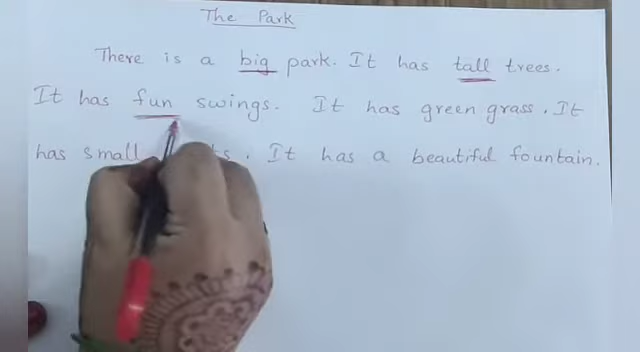 The Park
There is a big park. It has tall trees.
It has fun swings. It has green grass. It
has small . It has a beautiful fountain.